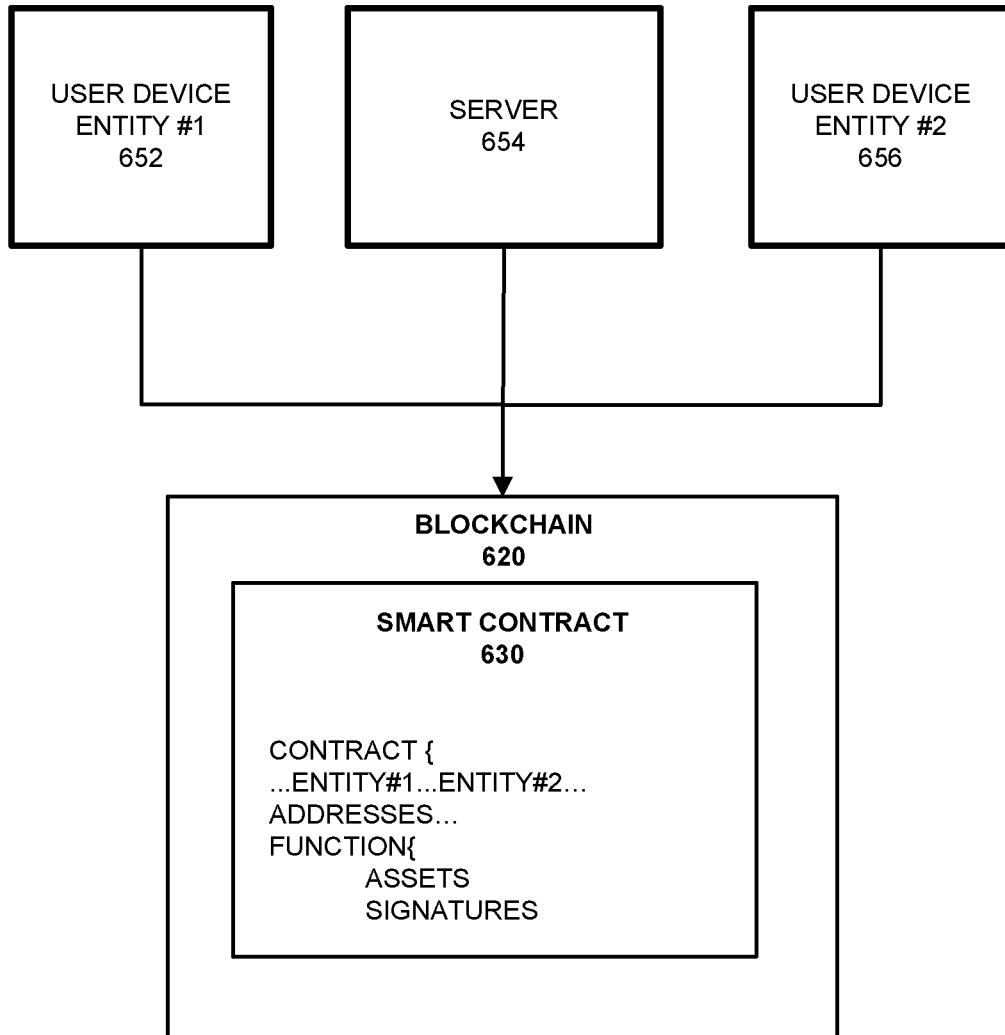 USER DEVICE
ENTITY #1
652
SERVER
654
USER DEVICE
ENTITY #2
656
BLOCKCHAIN
620
SMART CONTRACT
630
CONTRACT {
...ENTITY#1...ENTITY#2...
ADDRESSES...
FUNCTION{
ASSETS
SIGNATURES